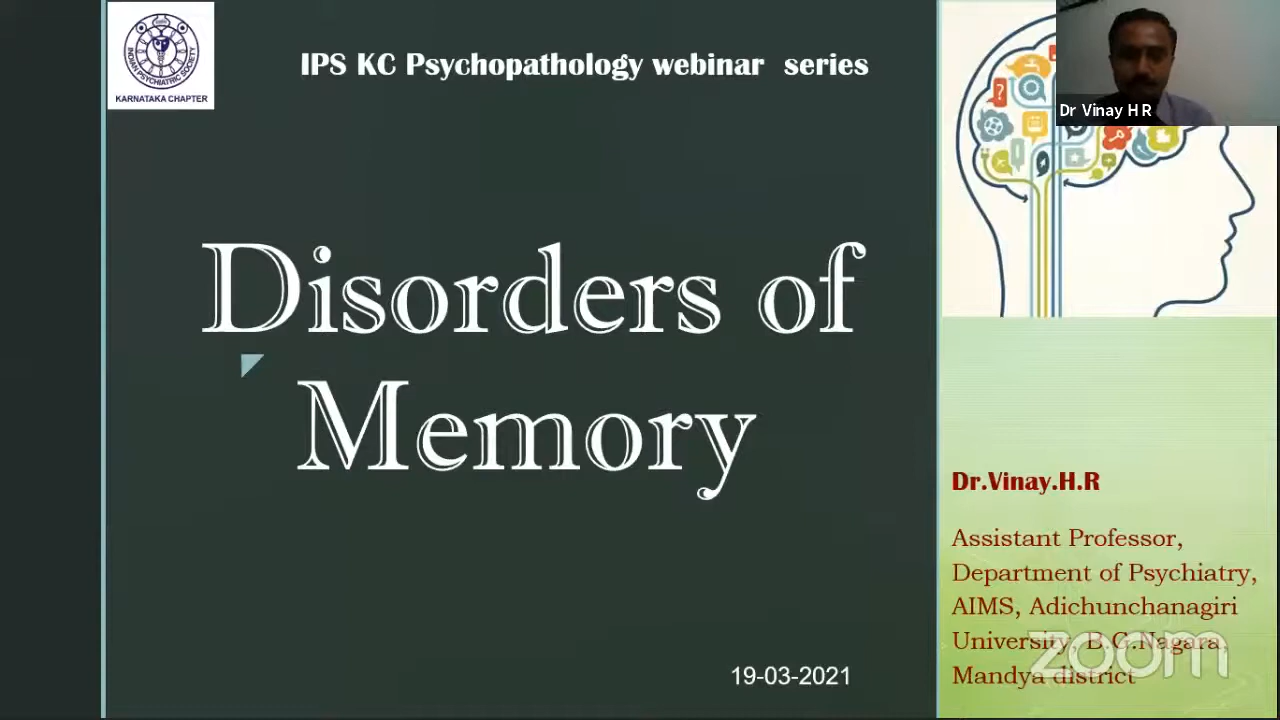 INDIAN PSYCHIATRIC SOCIETY
KARNATAKA CHAPTER
IPS KC Psychopathology webinar series
Disorders of
Memory
19-03-2021
Dr Vinay H R
Dr.Vinay.H.R
Assistant Professor,
Department of Psychiatry,
AIMS, Adichunchanagiri
University, B.G.Nagara,
Mandya district
zoom